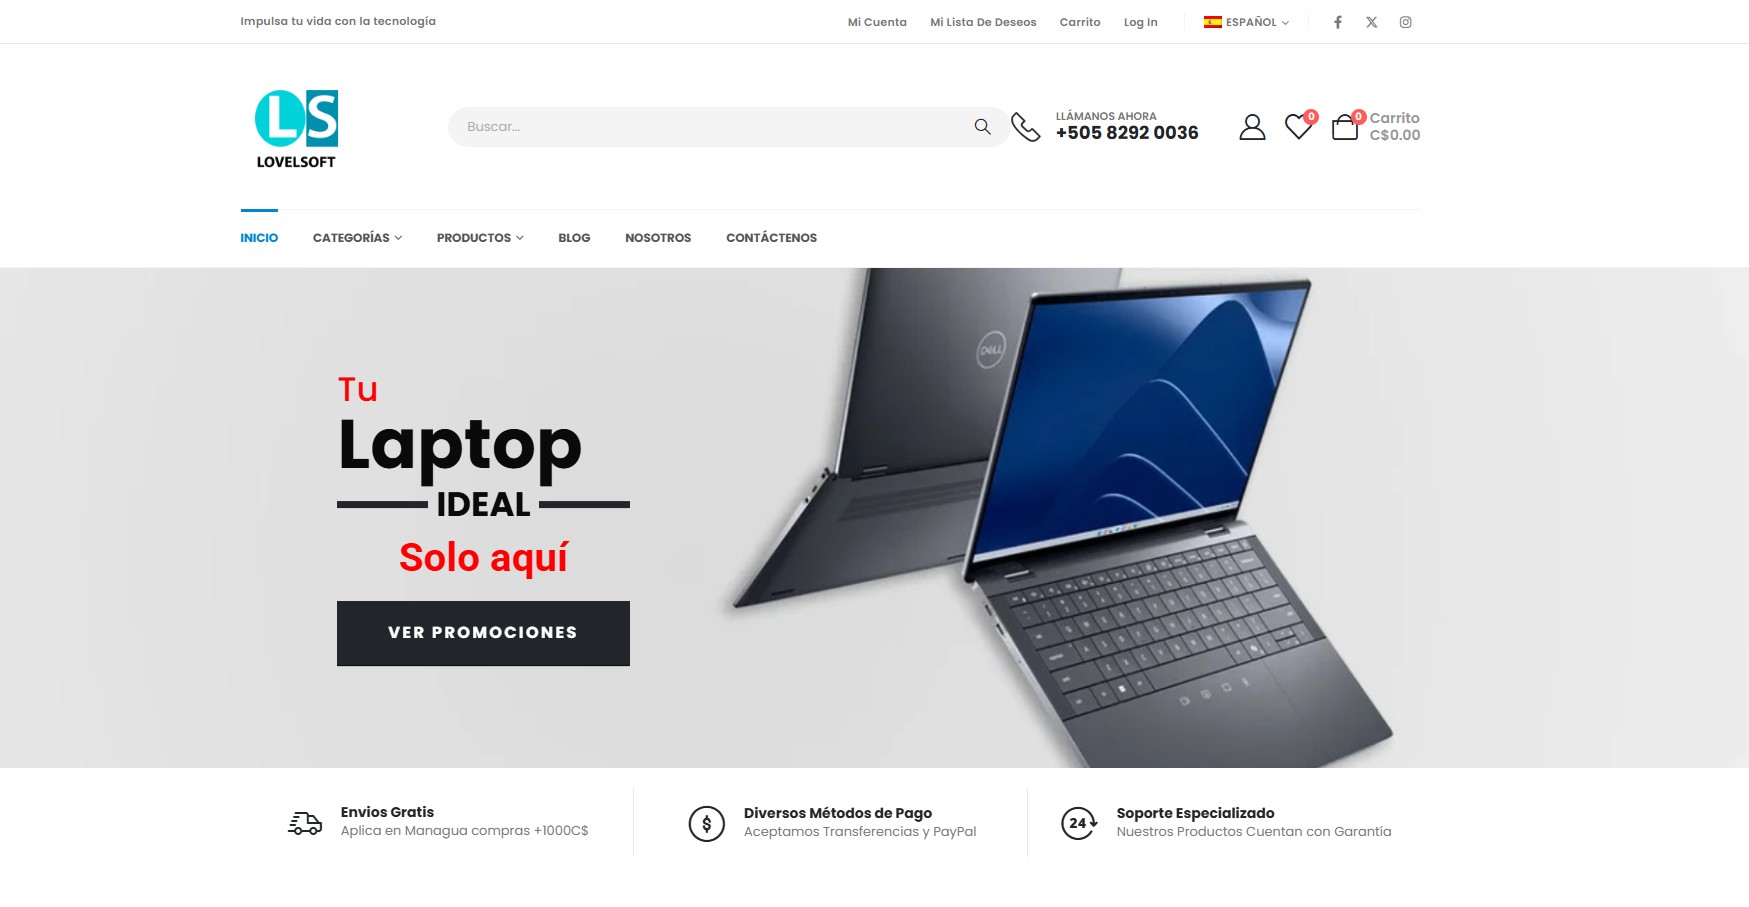 Impulsa tu vida con la tecnología
Mi Cuenta Mi Lista De Deseos Carrito Log In ESPAÑOL
LS
LOVELSOFT
Buscar...
LLÁMANOS AHORA
+505 8292 0036
0
0
Carrito
C$0.00
INICIO CATEGORÍAS PRODUCTOS BLOG NOSOTROS CONTÁCTENOS
Tu
Laptop
IDEAL
Solo aquí
VER PROMOCIONES
DELL
Envios Gratis
Aplica en Managua compras +1000C$
$
Diversos Métodos de Pago
Aceptamos Transferencias y PayPal
24
Soporte Especializado
Nuestros Productos Cuentan con Garantía